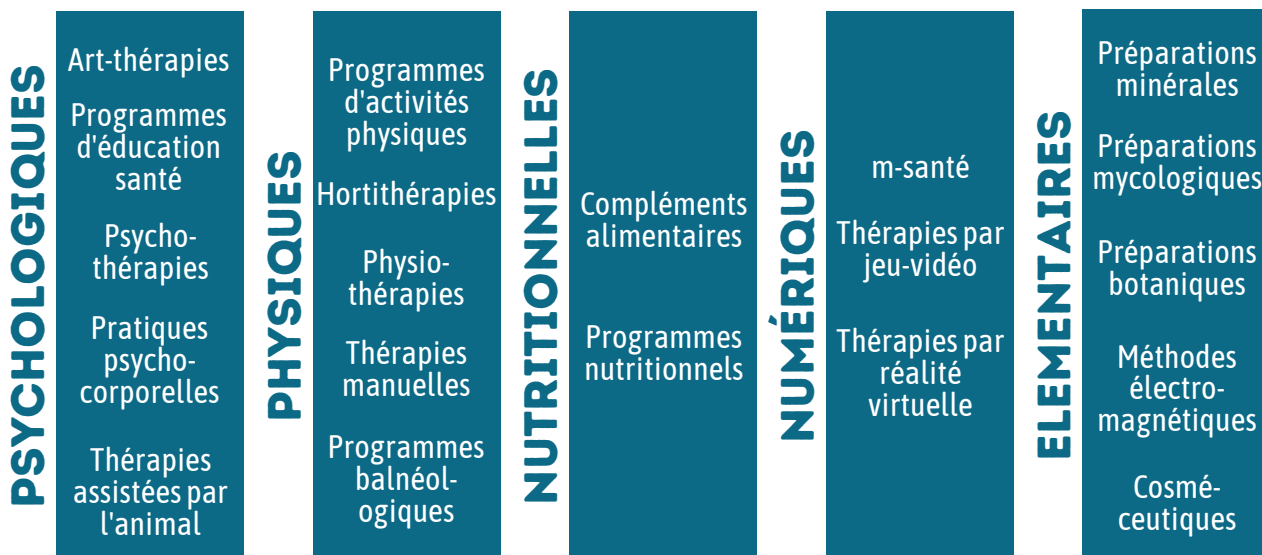 PSYCHOLOGIQUES
Art-thérapies
Programmes
d'éducation
santé
Psycho-
thérapies
Pratiques
psycho-
corporelles
Thérapies
assistées par
l'animal
PHYSIQUES
Programmes
d'activités
physiques
Hortithérapies
Physio-
thérapies
Thérapies
manuelles
Programmes
balnéol-
ogiques
NUTRITIONNELLES
Compléments
alimentaires
Programmes
nutritionnels
NUMÉRIQUES
m-santé
Thérapies par
jeu-vidéo
Thérapies par
réalité
virtuelle
ELEMENTAIRES
Préparations
minérales
Préparations
mycologiques
Préparations
botaniques
Méthodes
électro-
magnétiques
Cosmé-
ceutiques